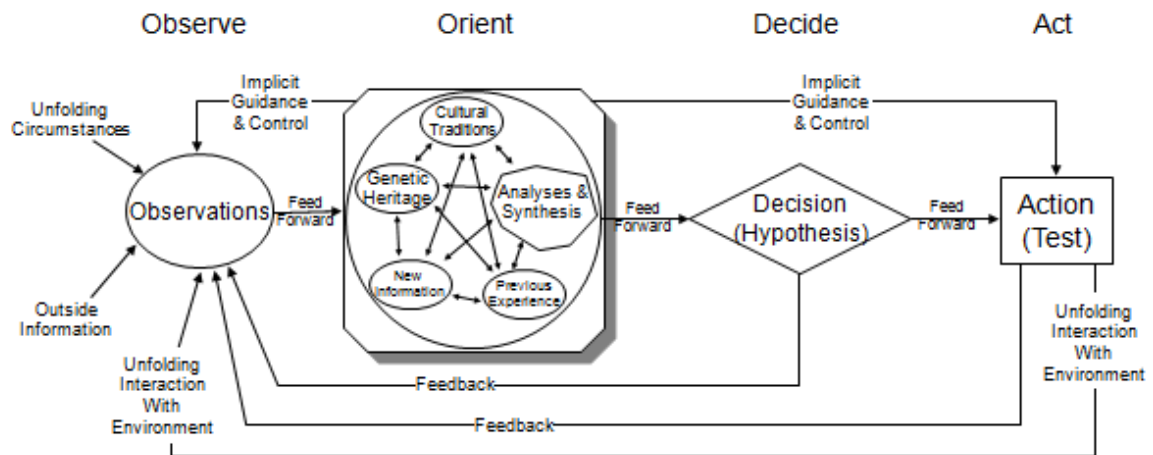 Observe
Orient
Decide
Act
Implicit
Guidance
& Control
Implicit
Guidance
& Control
Unfolding
Circumstances
Cultural
Traditions
Genetic
Heritage
Analyses &
Synthesis
Observations
Feed
Forward
Feed
Forward
Decision
(Hypothesis)
Feed
Forward
Action
(Test)
New
Information
Previous
Experience
Outside
Information
Unfolding
Interaction
With
Environment
Unfolding
Interaction
With
Environment
Feedback
Feedback